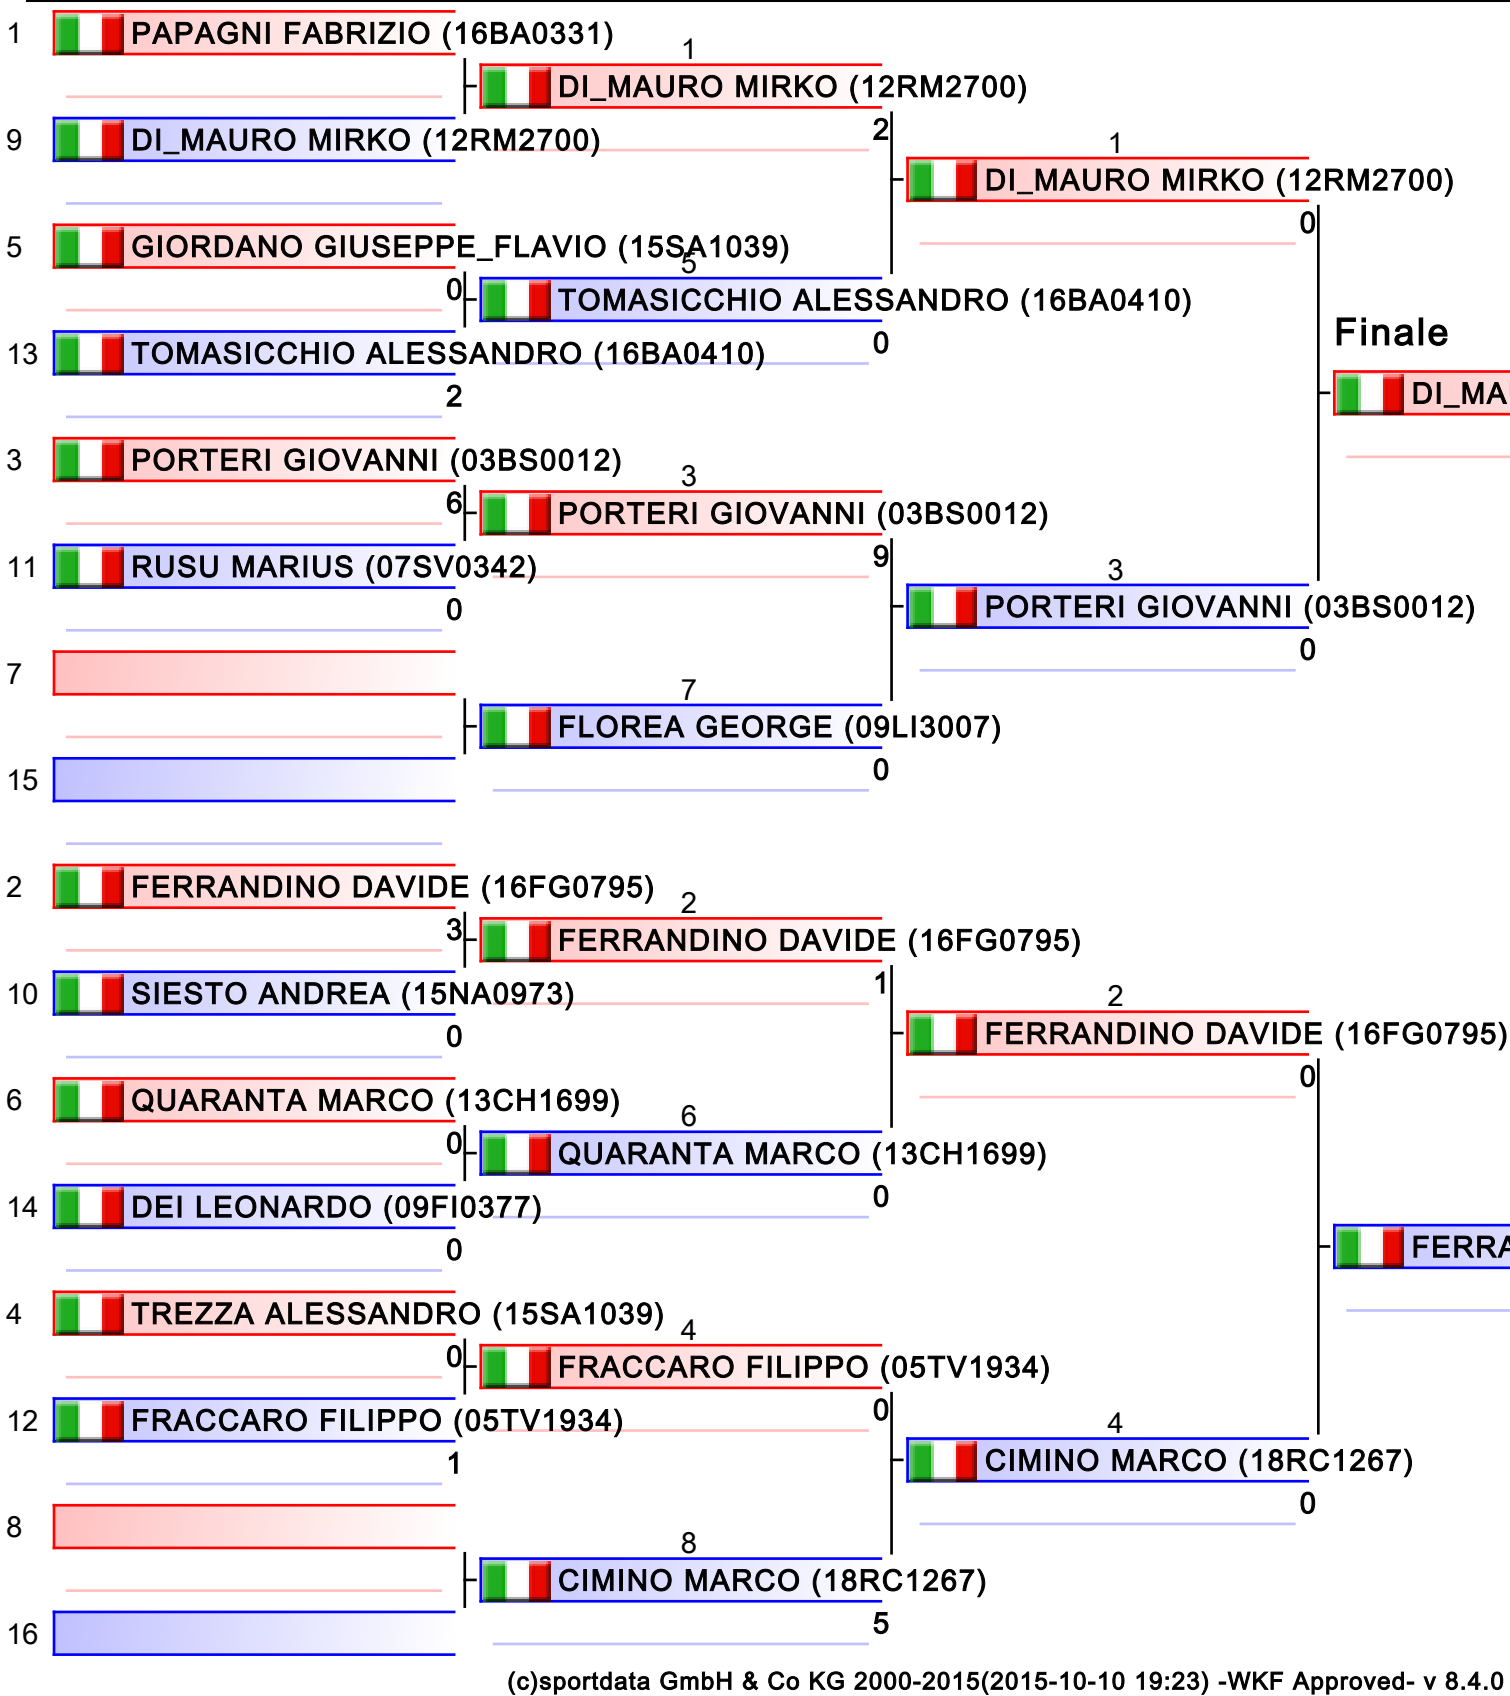 1 PAPAGNI FABRIZIO (16BA0331)
1
DI_MAURO MIRKO (12RM2700)
2
9 DI_MAURO MIRKO (12RM2700)
1
DI_MAURO MIRKO (12RM2700)
0
5 GIORDANO GIUSEPPE_FLAVIO (15SA1039)
0
5
TOMASICCHIO ALESSANDRO (16BA0410)
0
13 TOMASICCHIO ALESSANDRO (16BA0410)
2
Finale
DI_MA
3 PORTERI GIOVANNI (03BS0012)
6
3
PORTERI GIOVANNI (03BS0012)
9
11 RUSU MARIUS (07SV0342)
0
3
PORTERI GIOVANNI (03BS0012)
0
7
7
FLOREA GEORGE (09LI3007)
0
15
2 FERRANDINO DAVIDE (16FG0795)
3
2
FERRANDINO DAVIDE (16FG0795)
1
10 SIESTO ANDREA (15NA0973)
0
2
FERRANDINO DAVIDE (16FG0795)
0
6 QUARANTA MARCO (13CH1699)
0
6
QUARANTA MARCO (13CH1699)
0
14 DEI LEONARDO (09FI0377)
0
FERRA
4 TREZZA ALESSANDRO (15SA1039)
0
4
FRACCARO FILIPPO (05TV1934)
0
12 FRACCARO FILIPPO (05TV1934)
1
4
CIMINO MARCO (18RC1267)
0
8
8
CIMINO MARCO (18RC1267)
5
16
(c)sportdata GmbH & Co KG 2000-2015(2015-10-10 19:23) -WKF Approved- v 8.4.0